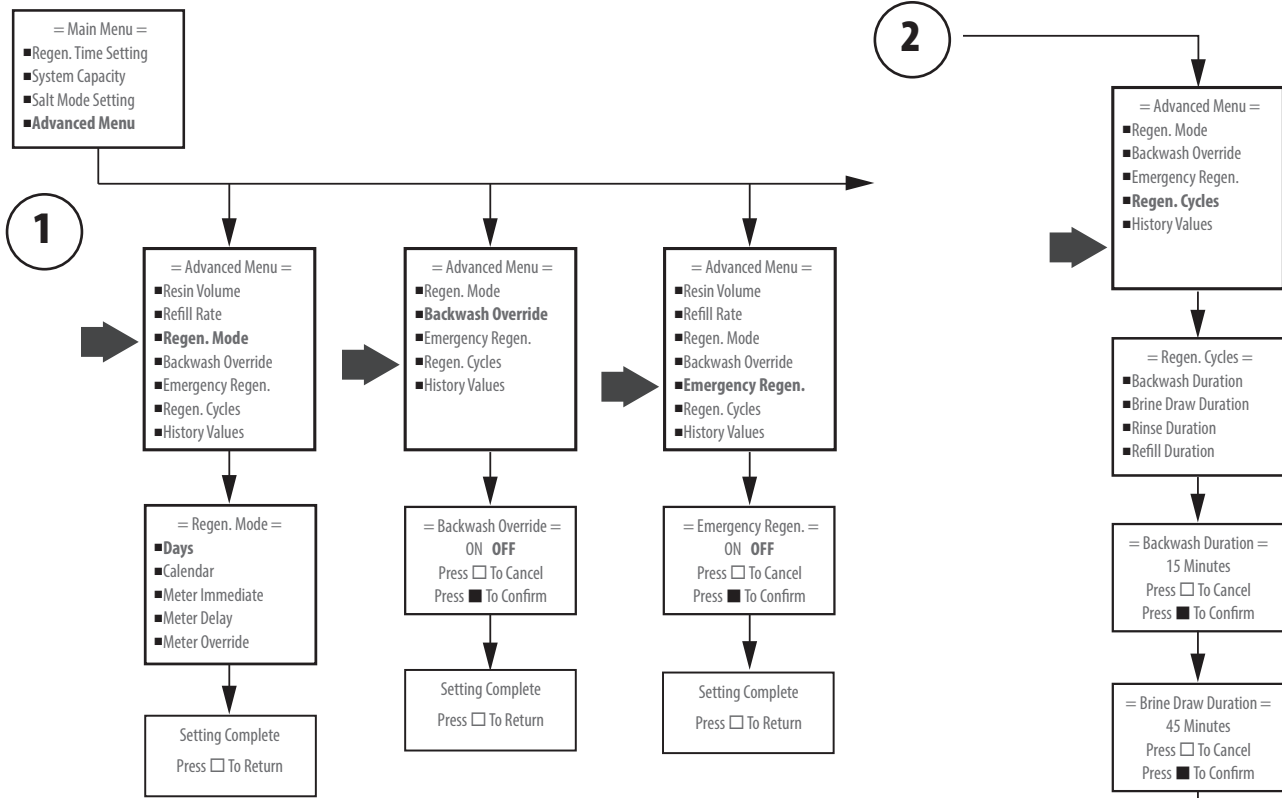 = Main Menu =
■Regen. Time Setting
■System Capacity
■Salt Mode Setting
■Advanced Menu
1
= Advanced Menu =
■Resin Volume
■Refill Rate
■Regen. Mode
■Backwash Override
■Emergency Regen.
■Regen. Cycles
■History Values
= Regen. Mode =
■Days
■Calendar
■Meter Immediate
■Meter Delay
■Meter Override
Setting Complete
Press □ To Return
= Advanced Menu =
■Regen. Mode
■Backwash Override
■Emergency Regen.
■Regen. Cycles
■History Values
= Backwash Override =
ON OFF
Press □ To Cancel
Press ■ To Confirm
Setting Complete
Press □ To Return
= Advanced Menu =
■Resin Volume
■Refill Rate
■Regen. Mode
■Backwash Override
■Emergency Regen.
■Regen. Cycles
■History Values
= Emergency Regen. =
ON OFF
Press □ To Cancel
Press ■ To Confirm
Setting Complete
Press □ To Return
2
= Advanced Menu =
■Regen. Mode
■Backwash Override
■Emergency Regen.
■Regen. Cycles
■History Values
= Regen. Cycles =
■Backwash Duration
■Brine Draw Duration
■Rinse Duration
■Refill Duration
= Backwash Duration =
15 Minutes
Press □ To Cancel
Press ■ To Confirm
= Brine Draw Duration =
45 Minutes
Press □ To Cancel
Press ■ To Confirm